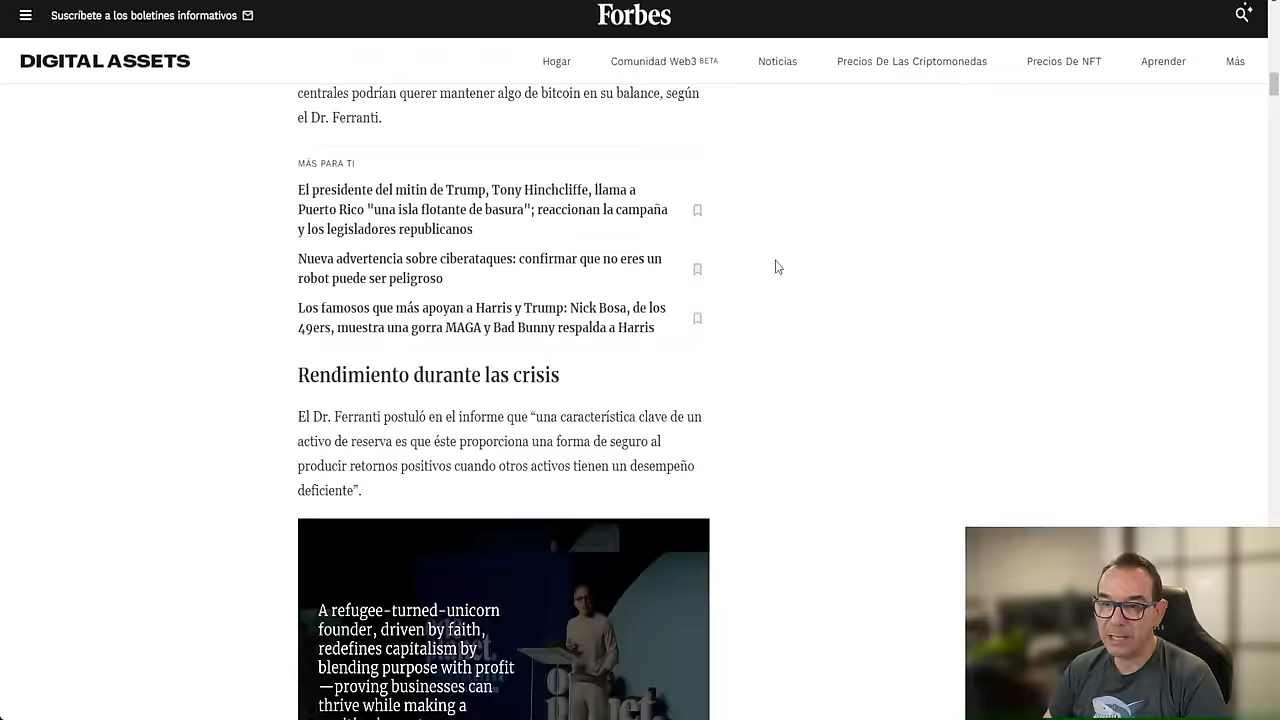 Suscríbete a los boletines informativos
Forbes
DIGITAL ASSETS
Hogar
Comunidad Web3 BETA
Noticias
Precios De Las Criptomonedas
Precios De NFT
Aprender
Más
centrales podrían querer mantener algo de bitcoin en su balance, según
el Dr. Ferranti.
MÁS PARA TI
El presidente del mitin de Trump, Tony Hinchcliffe, llama a
Puerto Rico "una isla flotante de basura"; reaccionan la campaña
y los legisladores republicanos
Nueva advertencia sobre ciberataques: confirmar que no eres un
robot puede ser peligroso
Los famosos que más apoyan a Harris y Trump: Nick Bosa, de los
49ers, muestra una gorra MAGA y Bad Bunny respalda a Harris
Rendimiento durante las crisis
El Dr. Ferranti postuló en el informe que “una característica clave de un
activo de reserva es que éste proporciona una forma de seguro al
producir retornos positivos cuando otros activos tienen un desempeño
deficiente”.
A refugee-turned-unicorn
founder, driven by faith,
redefines capitalism by
blending purpose with profit
—proving businesses can
thrive while making a